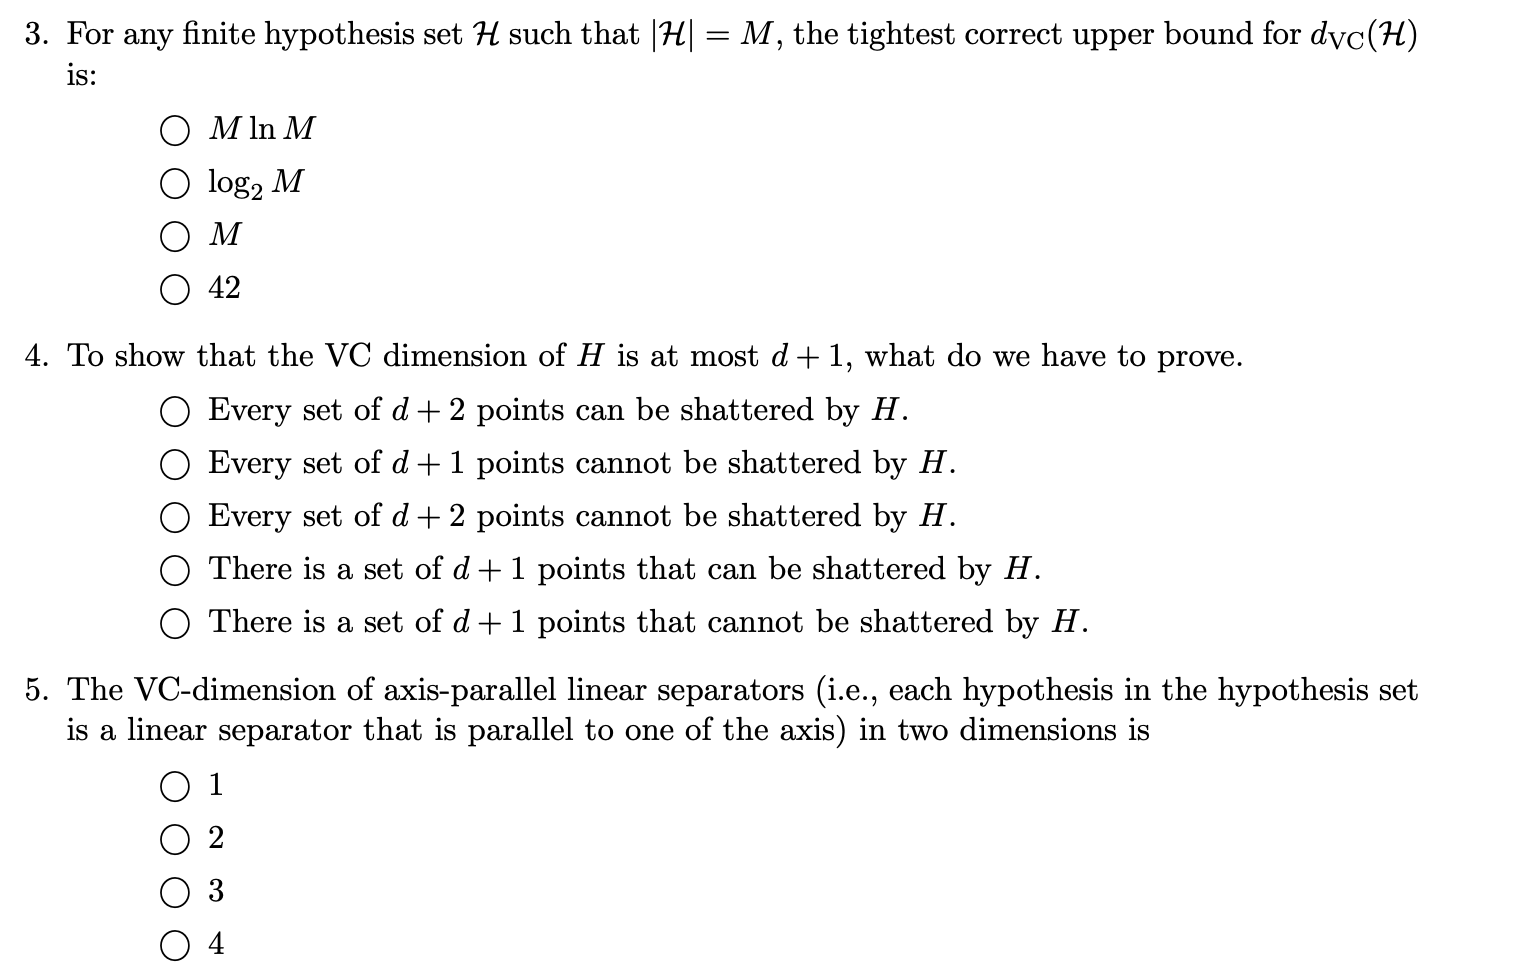 3. For any finite hypothesis set ℋ such that |ℋ| = M, the tightest correct upper bound for d_VC(ℋ)
is:
○ M ln M
○ log₂ M
○ M
○ 42
4. To show that the VC dimension of H is at most d + 1, what do we have to prove.
○ Every set of d + 2 points can be shattered by H.
○ Every set of d + 1 points cannot be shattered by H.
○ Every set of d + 2 points cannot be shattered by H.
○ There is a set of d + 1 points that can be shattered by H.
○ There is a set of d + 1 points that cannot be shattered by H.
5. The VC-dimension of axis-parallel linear separators (i.e., each hypothesis in the hypothesis set
is a linear separator that is parallel to one of the axis) in two dimensions is
○ 1
○ 2
○ 3
○ 4